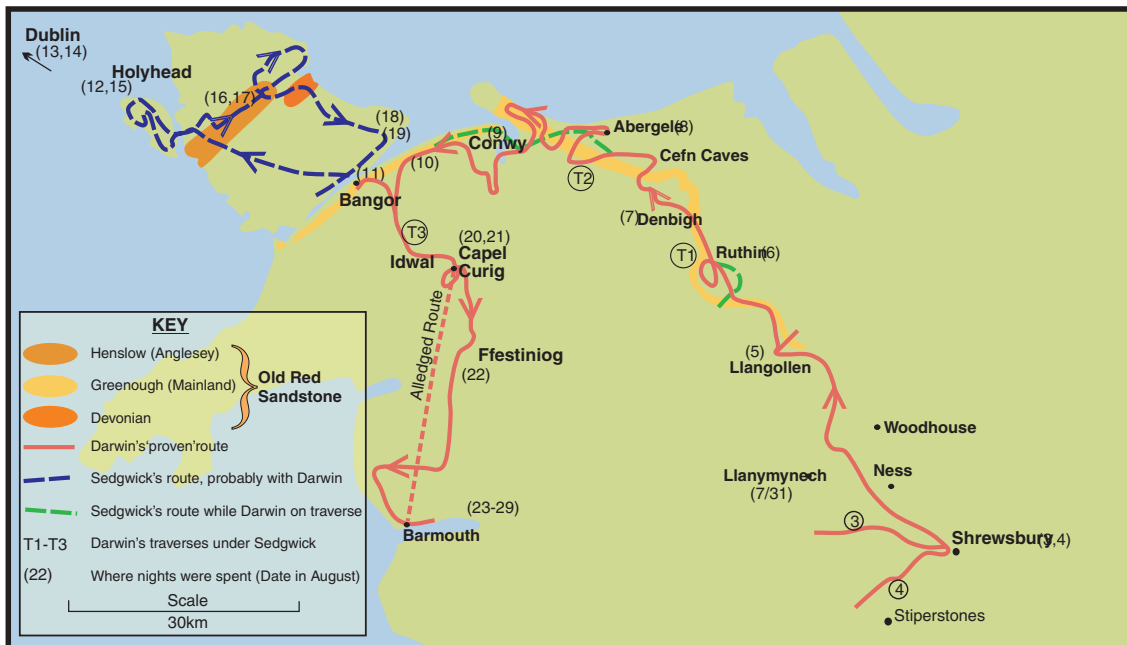 Dublin
(13,14)
Holyhead
(12,15)
(16,17)
(18)
(19)
(9)
Conwy
Abergele (8)
Cefn Caves
(10)
(11)
Bangor
T2
(7)
Denbigh
T3
(20,21)
Capel
Curig
Idwal
T1
Ruthin (6)
Alledged Route
Ffestiniog
(22)
(5)
Llangollen
Woodhouse
Llanymynech
(7/31)
Ness
3
Shrewsbury (3,4)
4
Stiperstones
(23-29)
Barmouth
KEY
Henslow (Anglesey)
Greenough (Mainland)
Old Red
Sandstone
Devonian
Darwin's'proven'route
Sedgwick's route, probably with Darwin
Sedgwick's route while Darwin on traverse
T1-T3 Darwin's traverses under Sedgwick
(22) Where nights were spent (Date in August)
Scale
30km